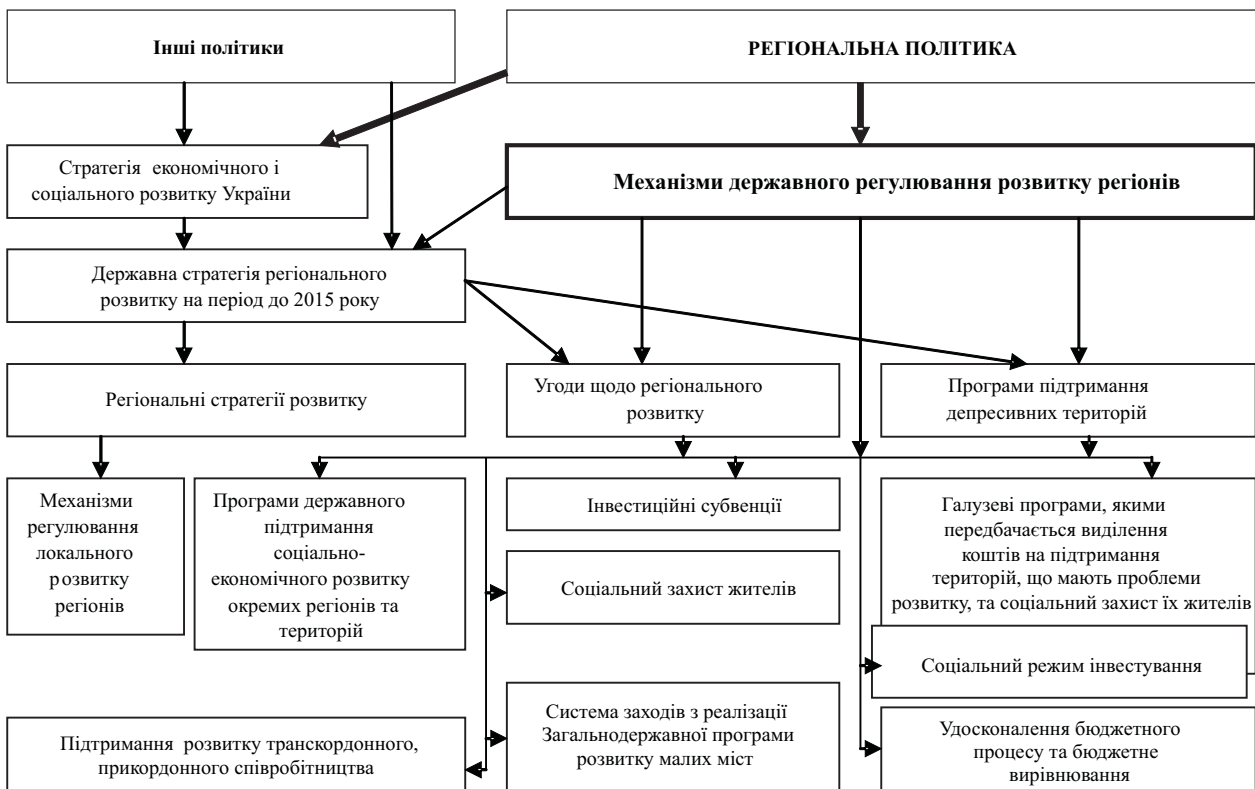 Інші політики
РЕГІОНАЛЬНА ПОЛІТИКА
Стратегія економічного і
соціального розвитку України
Механізми державного регулювання розвитку регіонів
Державна стратегія регіонального
розвитку на період до 2015 року
Регіональні стратегії розвитку
Угоди щодо регіонального
розвитку
Програми підтримання
депресивних територій
Механізми
регулювання
локального
розвитку
регіонів
Програми державного
підтримання
соціально-
економічного розвитку
окремих регіонів та
територій
Інвестиційні субвенції
Соціальний захист жителів
Галузеві програми, якими
передбачається виділення
коштів на підтримання
територій, що мають проблеми
розвитку, та соціальний захист їх жителів
Соціальний режим інвестування
Підтримання розвитку транскордонного,
прикордонного співробітництва
Система заходів з реалізації
Загальнодержавної програми
розвитку малих міст
Удосконалення бюджетного
процесу та бюджетне
вирівнювання